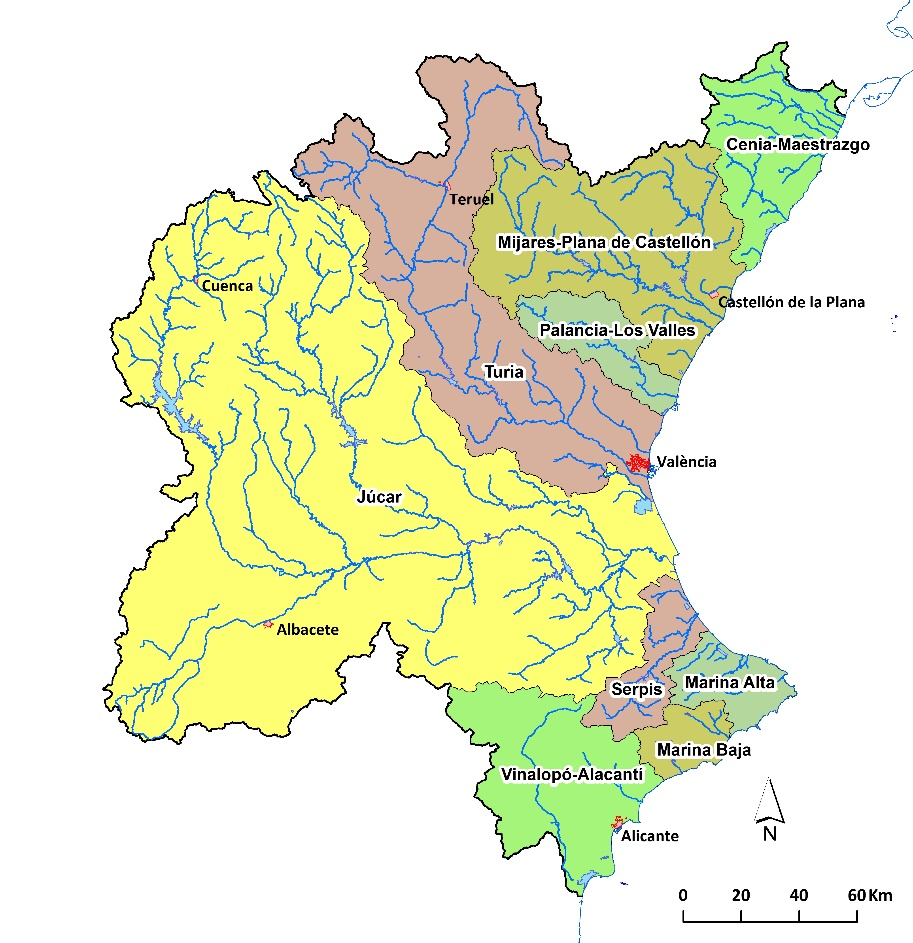 Cenia-Maestrazgo
Teruel
Mijares-Plana de Castellón
Cuenca
Castellón de la Plana
Palancia-Los Valles
Turia
València
Júcar
Albacete
Serpis
Marina Alta
Marina Baja
Vinalopó-Alacantí
Alicante
N
0 20 40 60 Km